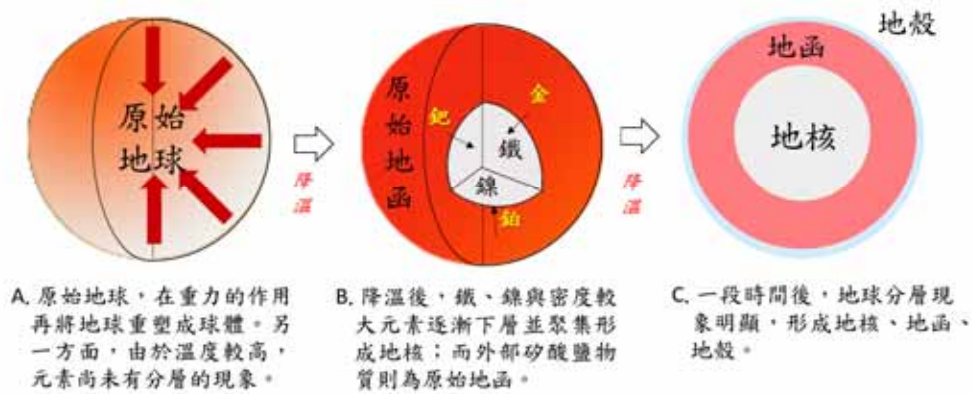 原始
地球
降
溫
原
始
地
函
鈀
金
鐵
鎳
鉑
降
溫
地殼
地函
地核
A. 原始地球，在重力的作用
再將地球重塑成球體。另
一方面，由於溫度較高，
元素尚未有分層的現象。
B. 降溫後，鐵、鎳與密度較
大元素逐漸下層並聚集形
成地核；而外部矽酸鹽物
質則為原始地函。
C. 一段時間後，地球分層現
象明顯，形成地核、地函、
地殼。